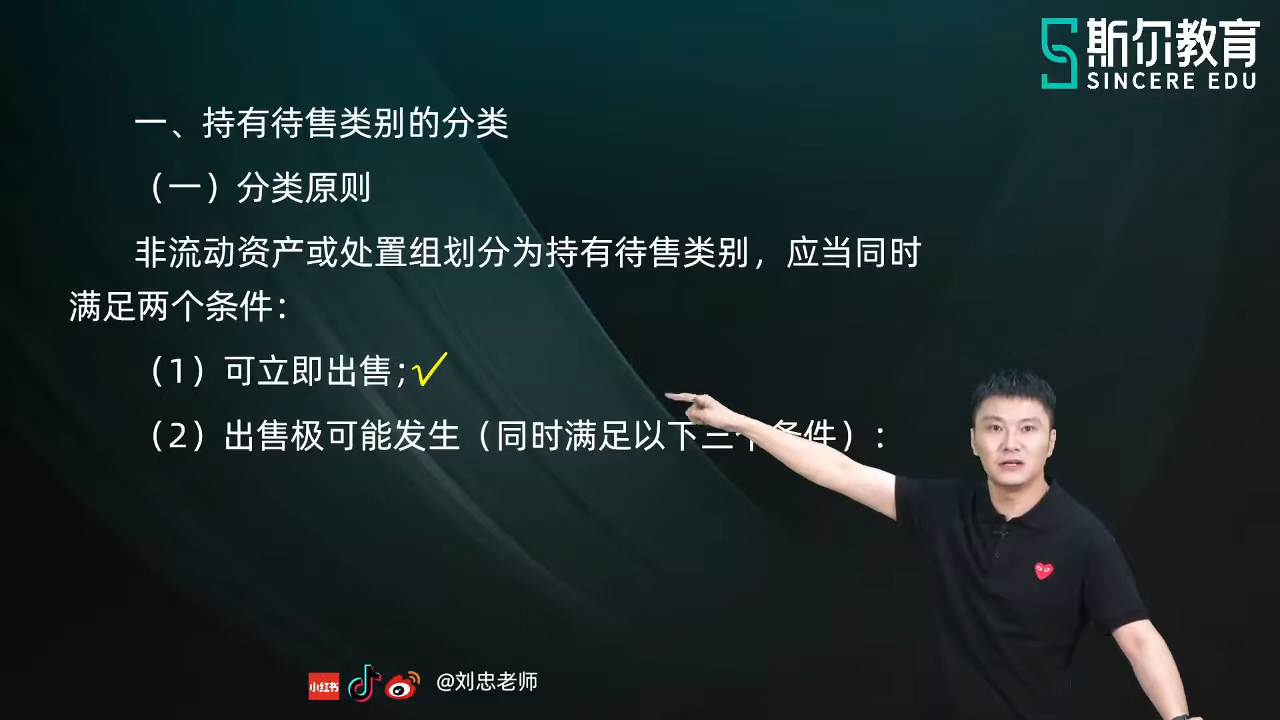 斯尔教育
SINCERE EDU
一、持有待售类别的分类
（一）分类原则
非流动资产或处置组划分为持有待售类别，应当同时
满足两个条件：
（1）可立即出售；
（2）出售极可能发生（同时满足以下三个条件）：
小红书
@刘忠老师